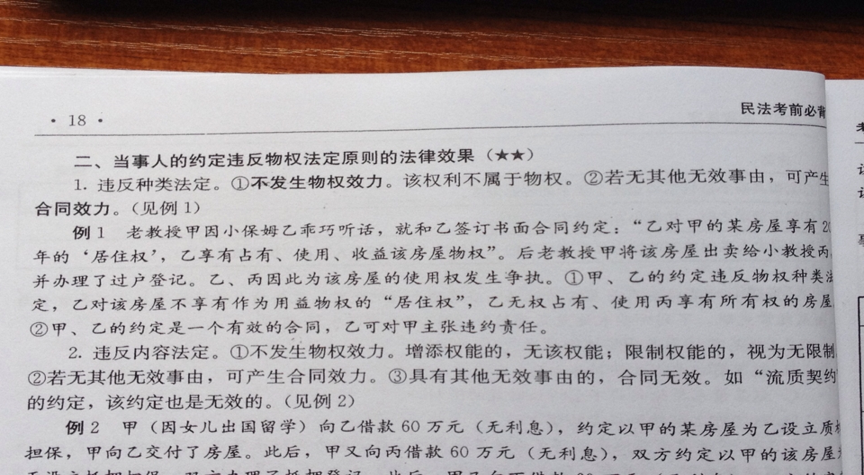 · 18 ·
民法考前必背
二、当事人的约定违反物权法定原则的法律效果（★★）
1. 违反种类法定。①不发生物权效力。该权利不属于物权。②若无其他无效事由，可产生
合同效力。（见例 1）
例 1 老教授甲因小保姆乙乖巧听话，就和乙签订书面合同约定：“乙对甲的某房屋享有 20
年的‘居住权’，乙享有占有、使用、收益该房屋物权”。后老教授甲将该房屋出卖给小教授丙
并办理了过户登记。乙、丙因此为该房屋的使用权发生争执。①甲、乙的约定违反物权种类法
定，乙对该房屋不享有作为用益物权的“居住权”，乙无权占有、使用丙享有所有权的房屋
②甲、乙的约定是一个有效的合同，乙可对甲主张违约责任。
2. 违反内容法定。①不发生物权效力。增添权能的，无该权能；限制权能的，视为无限制
②若无其他无效事由，可产生合同效力。③具有其他无效事由的，合同无效。如“流质契约
的约定，该约定也是无效的。（见例 2）
例 2 甲（因女儿出国留学）向乙借款 60 万元（无利息），约定以甲的某房屋为乙设立质
担保，甲向乙交付了房屋。此后，甲又向丙借款 60 万元（无利息），双方约定以甲的该房屋